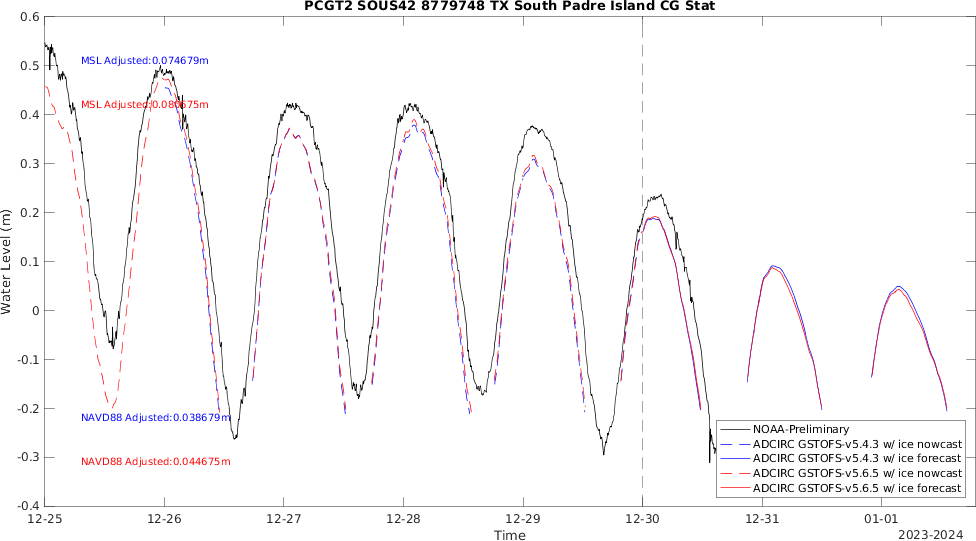 PCGT2 SOUS42 8779748 TX South Padre Island CG Stat
0.6
0.5
0.4
0.3
0.2
0.1
0
-0.1
-0.2
-0.3
-0.4
Water Level (m)
MSL Adjusted:0.074679m
MSL Adjusted:0.080675m
NAVD88 Adjusted:0.038679m
NAVD88 Adjusted:0.044675m
NOAA-Preliminary
ADCIRC GSTOFS-v5.4.3 w/ ice nowcast
ADCIRC GSTOFS-v5.4.3 w/ ice forecast
ADCIRC GSTOFS-v5.6.5 w/ ice nowcast
ADCIRC GSTOFS-v5.6.5 w/ ice forecast
12-25 12-26 12-27 12-28 12-29 12-30 12-31 01-01
Time
2023-2024